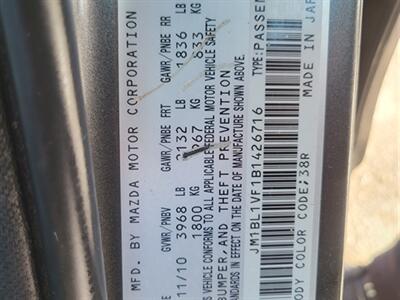 MFD. BY MAZDA MOTOR CORPORATION
GVWR/PNBV GAWR/PNBE FRT GAWR/PNBE RR
11/10 3968 LB 2132 LB 1836 LB
1800 KG 967 KG 833 KG
VEHICLE CONFORMS TO ALL APPLICABLE FEDERAL MOTOR VEHICLE SAFETY
BUMPER, AND THEFT PREVENTION
STANDARDS IN EFFECT ON THE DATE OF MANUFACTURE SHOWN ABOVE.
JM1BL1VF1B1426716 TYPE:PASSEN
BODY COLOR CODE/38R MADE IN JAP